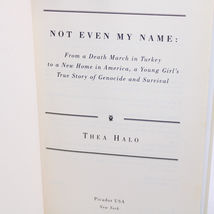 NOT EVEN MY NAME:
From a Death March in Turkey
to a New Home in America, a Young Girl's
True Story of Genocide and Survival
THEA HALO
Picador USA
New York